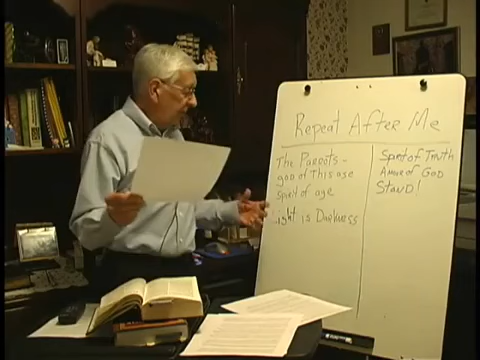 Repeat After Me
The Parrots -
god of This age
Spirit of age
Light is Darkness
Spirit of Truth
Armor of GOD
Stand!